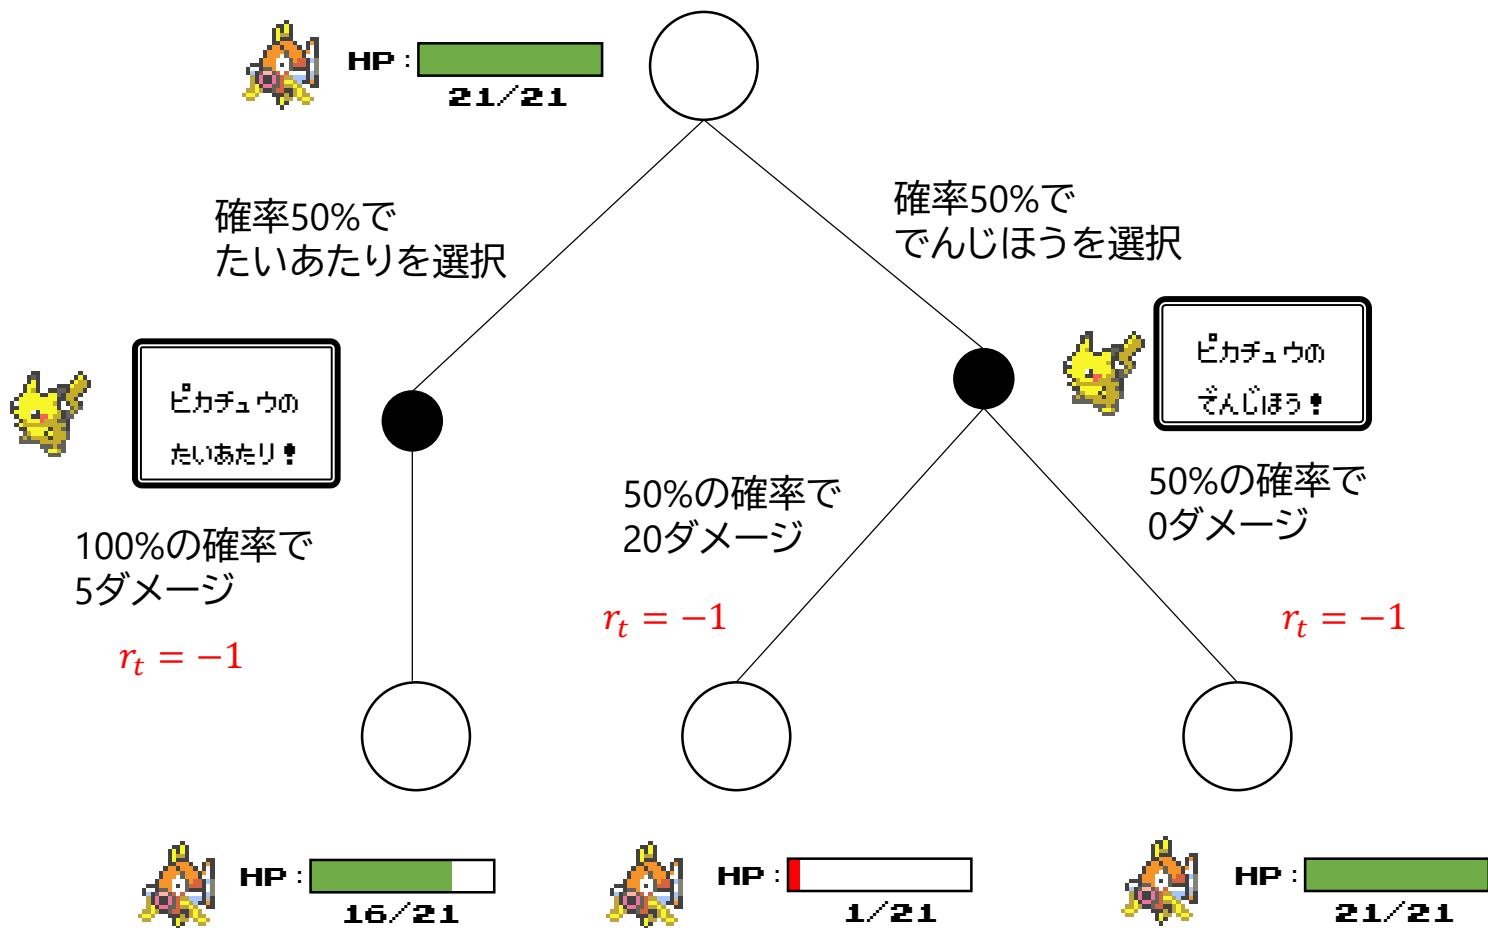 HP :
21/21
確率50%で
たいあたりを選択
確率50%で
でんじほうを選択
ピカチュウの
たいあたり!
ピカチュウの
でんじほう!
100%の確率で
5ダメージ
50%の確率で
20ダメージ
50%の確率で
0ダメージ
r_t = −1
r_t = −1
r_t = −1
HP :
16/21
HP :
1/21
HP :
21/21